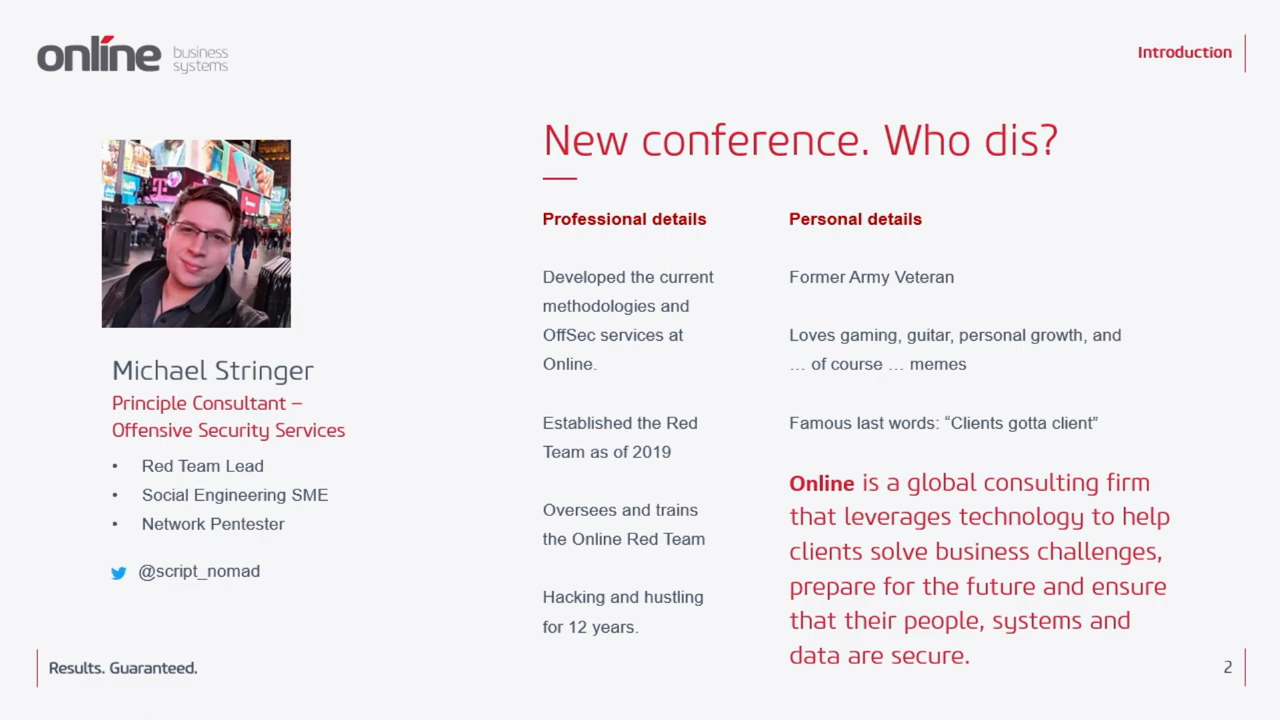 online business systems
Introduction
New conference. Who dis?
Michael Stringer
Principle Consultant –
Offensive Security Services
• Red Team Lead
• Social Engineering SME
• Network Pentester
@script_nomad
Professional details
Developed the current
methodologies and
OffSec services at
Online.
Established the Red
Team as of 2019
Oversees and trains
the Online Red Team
Hacking and hustling
for 12 years.
Personal details
Former Army Veteran
Loves gaming, guitar, personal growth, and
… of course … memes
Famous last words: “Clients gotta client”
Online is a global consulting firm
that leverages technology to help
clients solve business challenges,
prepare for the future and ensure
that their people, systems and
data are secure.
Results. Guaranteed.
2